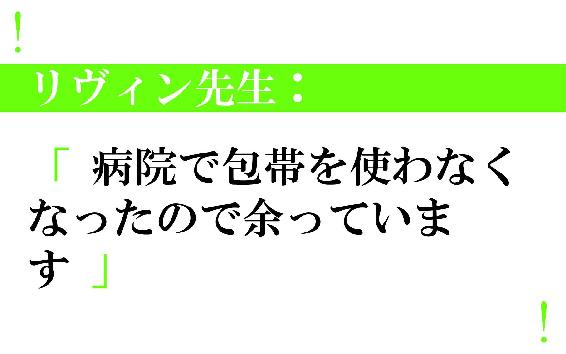 !
リヴィン先生：
「 病院で包帯を使わなく
なったので余っていま
す 」
!